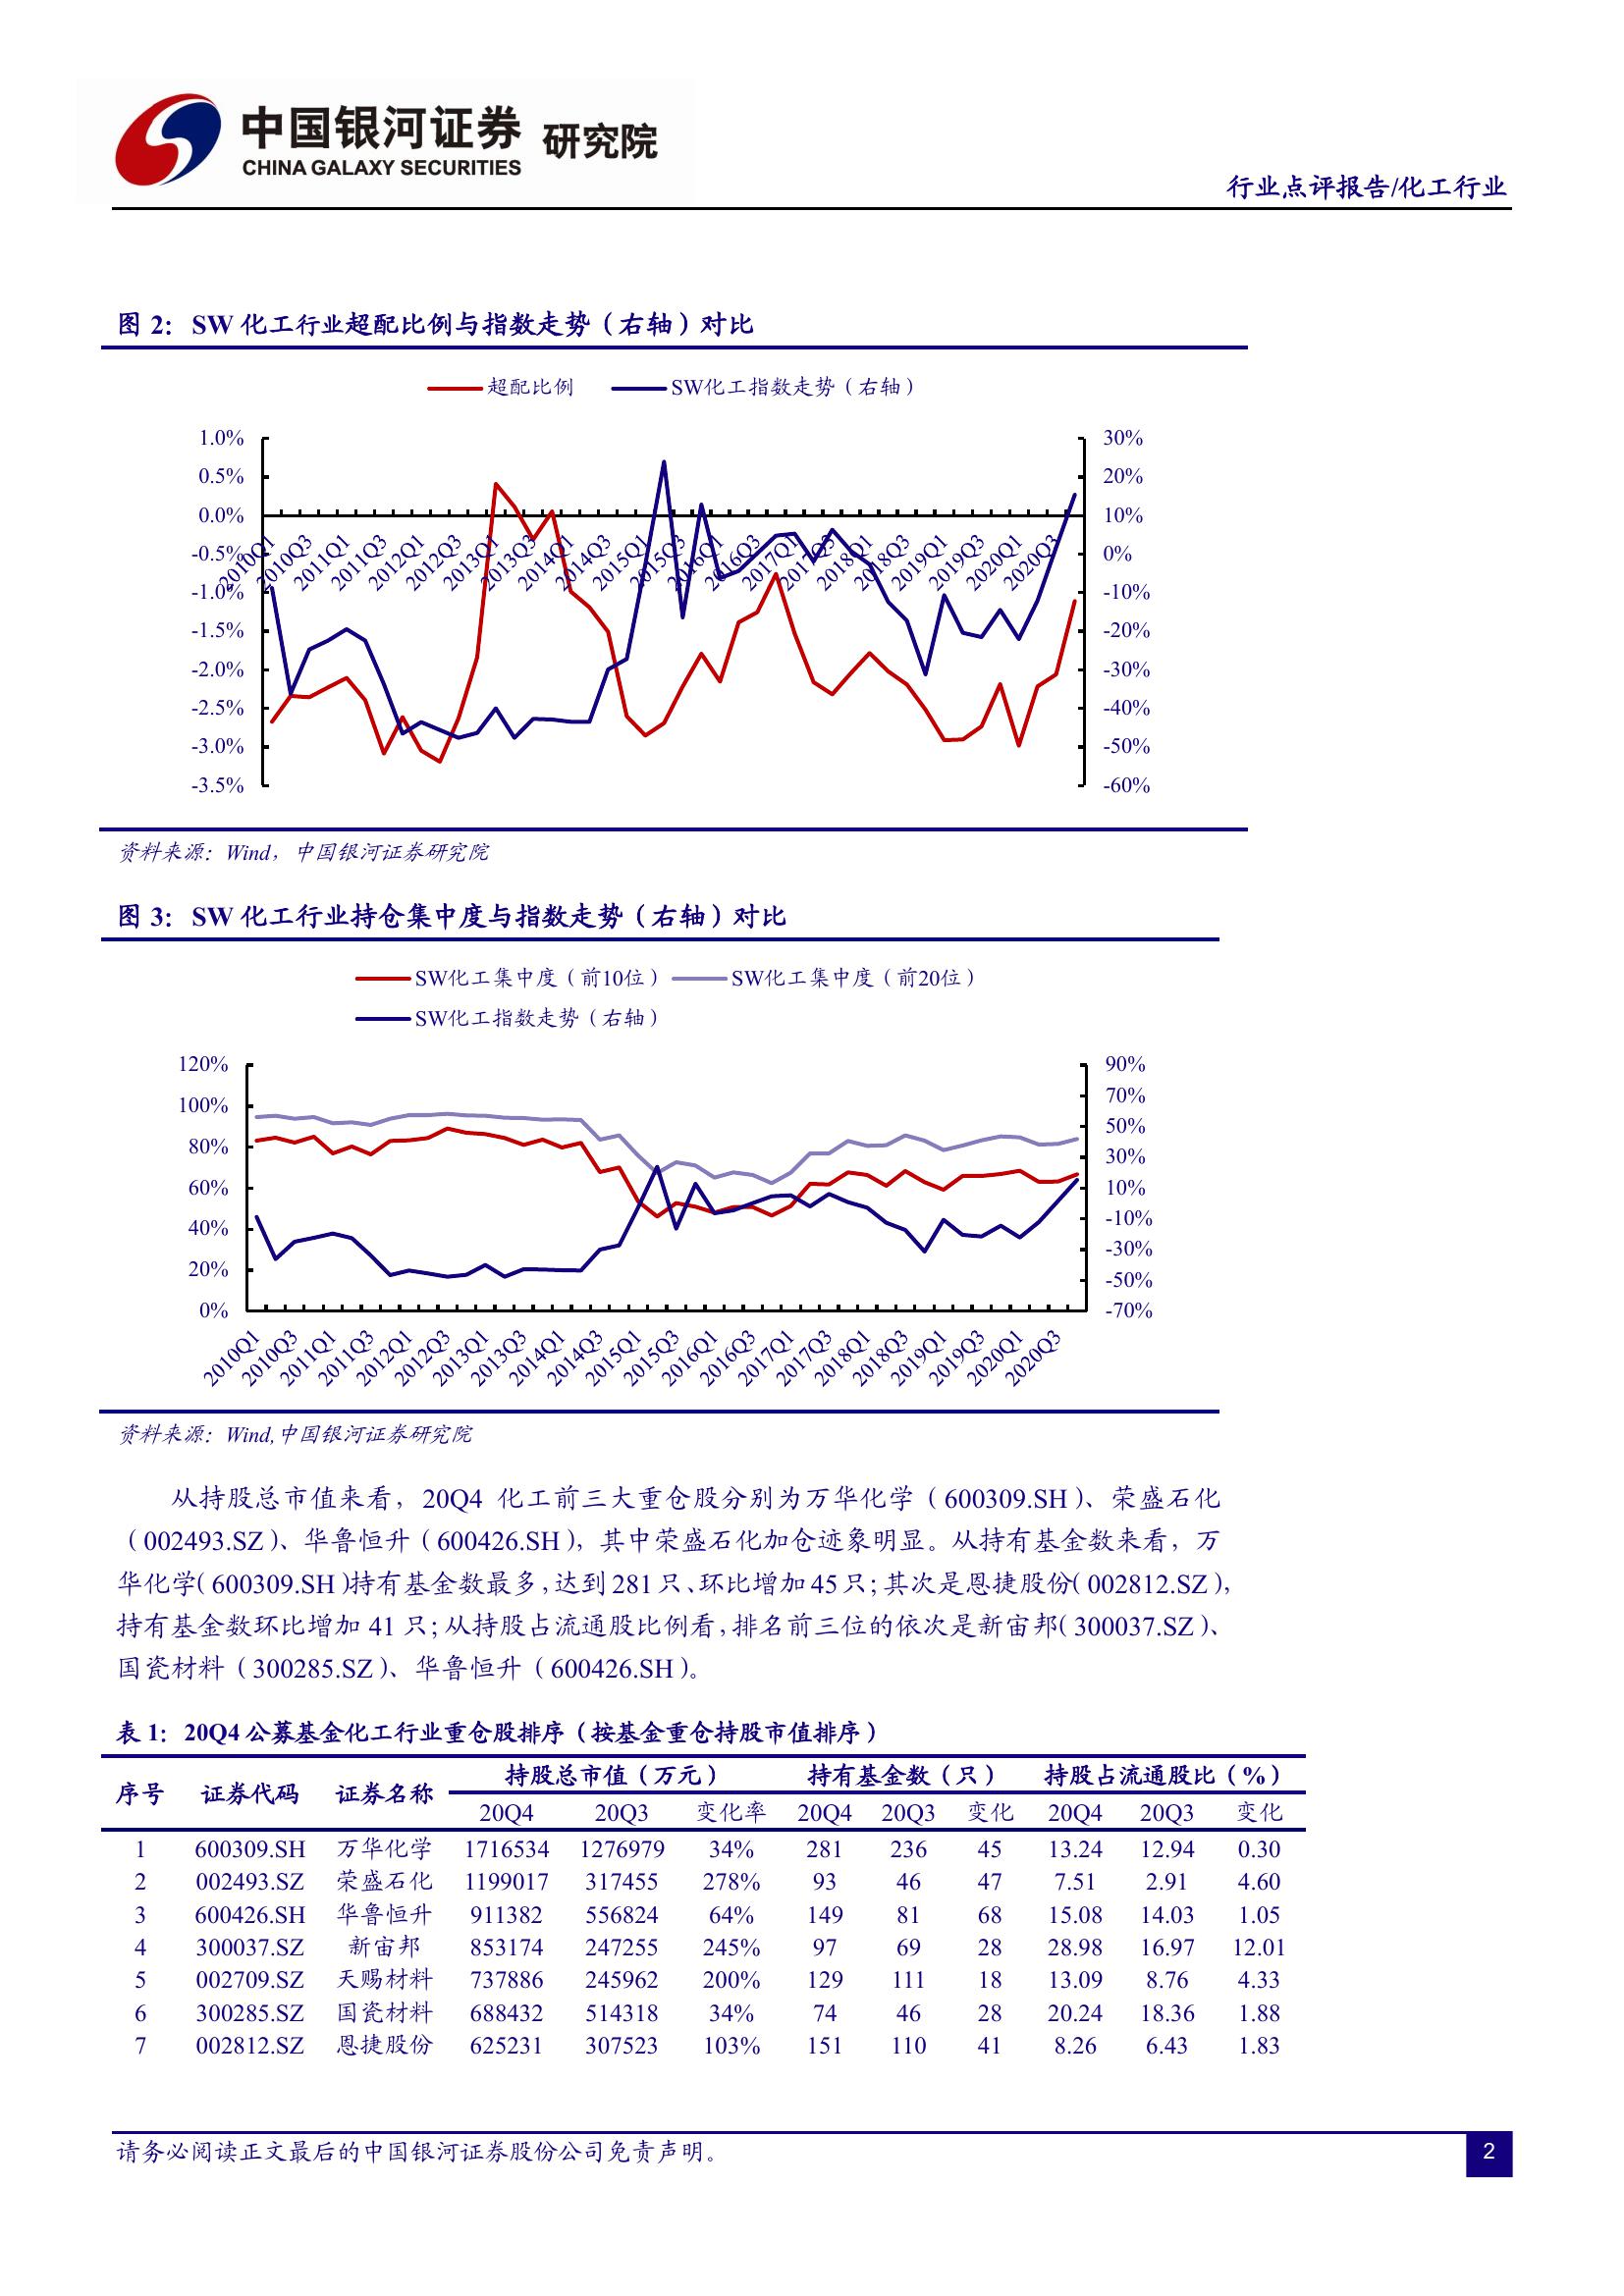 中国银河证券 研究院
CHINA GALAXY SECURITIES
行业点评报告/化工行业
图 2：SW 化工行业超配比例与指数走势（右轴）对比
超配比例 SW化工指数走势（右轴）
1.0% 30%
0.5% 20%
0.0% 10%
-0.5% 0%
-1.0% -10%
-1.5% -20%
-2.0% -30%
-2.5% -40%
-3.0% -50%
-3.5% -60%
2010Q1 2010Q3 2011Q1 2011Q3 2012Q1 2012Q3 2013Q1 2013Q3 2014Q1 2014Q3 2015Q1 2015Q3 2016Q1 2016Q3 2017Q1 2017Q3 2018Q1 2018Q3 2019Q1 2019Q3 2020Q1 2020Q3
资料来源：Wind，中国银河证券研究院
图 3：SW 化工行业持仓集中度与指数走势（右轴）对比
SW化工集中度（前10位） SW化工集中度（前20位）
SW化工指数走势（右轴）
120% 90%
70%
100% 50%
80% 30%
60% 10%
40% -10%
-30%
20% -50%
0% -70%
2010Q1 2010Q3 2011Q1 2011Q3 2012Q1 2012Q3 2013Q1 2013Q3 2014Q1 2014Q3 2015Q1 2015Q3 2016Q1 2016Q3 2017Q1 2017Q3 2018Q1 2018Q3 2019Q1 2019Q3 2020Q1 2020Q3
资料来源：Wind,中国银河证券研究院
从持股总市值来看，20Q4 化工前三大重仓股分别为万华化学（600309.SH）、荣盛石化
（002493.SZ）、华鲁恒升（600426.SH），其中荣盛石化加仓迹象明显。从持有基金数来看，万
华化学（600309.SH）持有基金数最多，达到 281 只、环比增加 45 只；其次是恩捷股份（002812.SZ），
持有基金数环比增加 41 只；从持股占流通股比例看，排名前三位的依次是新宙邦（300037.SZ）、
国瓷材料（300285.SZ）、华鲁恒升（600426.SH）。
表 1：20Q4 公募基金化工行业重仓股排序（按基金重仓持股市值排序）
序号 证券代码 证券名称 持股总市值（万元） 持有基金数（只） 持股占流通股比（%）
20Q4 20Q3 变化率 20Q4 20Q3 变化 20Q4 20Q3 变化
1 600309.SH 万华化学 1716534 1276979 34% 281 236 45 13.24 12.94 0.30
2 002493.SZ 荣盛石化 1199017 317455 278% 93 46 47 7.51 2.91 4.60
3 600426.SH 华鲁恒升 911382 556824 64% 149 81 68 15.08 14.03 1.05
4 300037.SZ 新宙邦 853174 247255 245% 97 69 28 28.98 16.97 12.01
5 002709.SZ 天赐材料 737886 245962 200% 129 111 18 13.09 8.76 4.33
6 300285.SZ 国瓷材料 688432 514318 34% 74 46 28 20.24 18.36 1.88
7 002812.SZ 恩捷股份 625231 307523 103% 151 110 41 8.26 6.43 1.83
请务必阅读正文最后的中国银河证券股份公司免责声明。
2